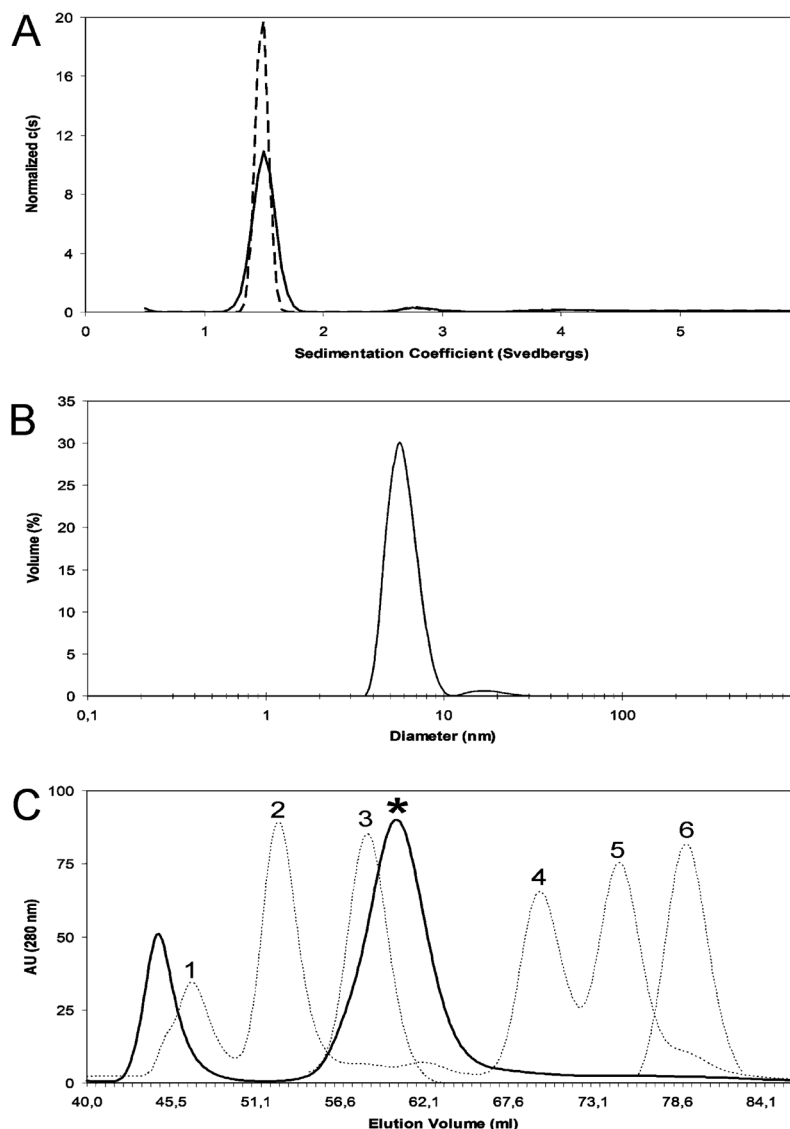 A
20
16
12
8
4
0
Normalized c(s)
0 1 2 3 4 5
Sedimentation Coefficient (Svedbergs)
B
35
30
25
20
15
10
5
0
Volume (%)
0,1 1 10 100
Diameter (nm)
C
100
75
50
25
0
AU (280 nm)
1 2 3 * 4 5 6
40,0 45,5 51,1 56,6 62,1 67,6 73,1 78,6 84,1
Elution Volume (ml)